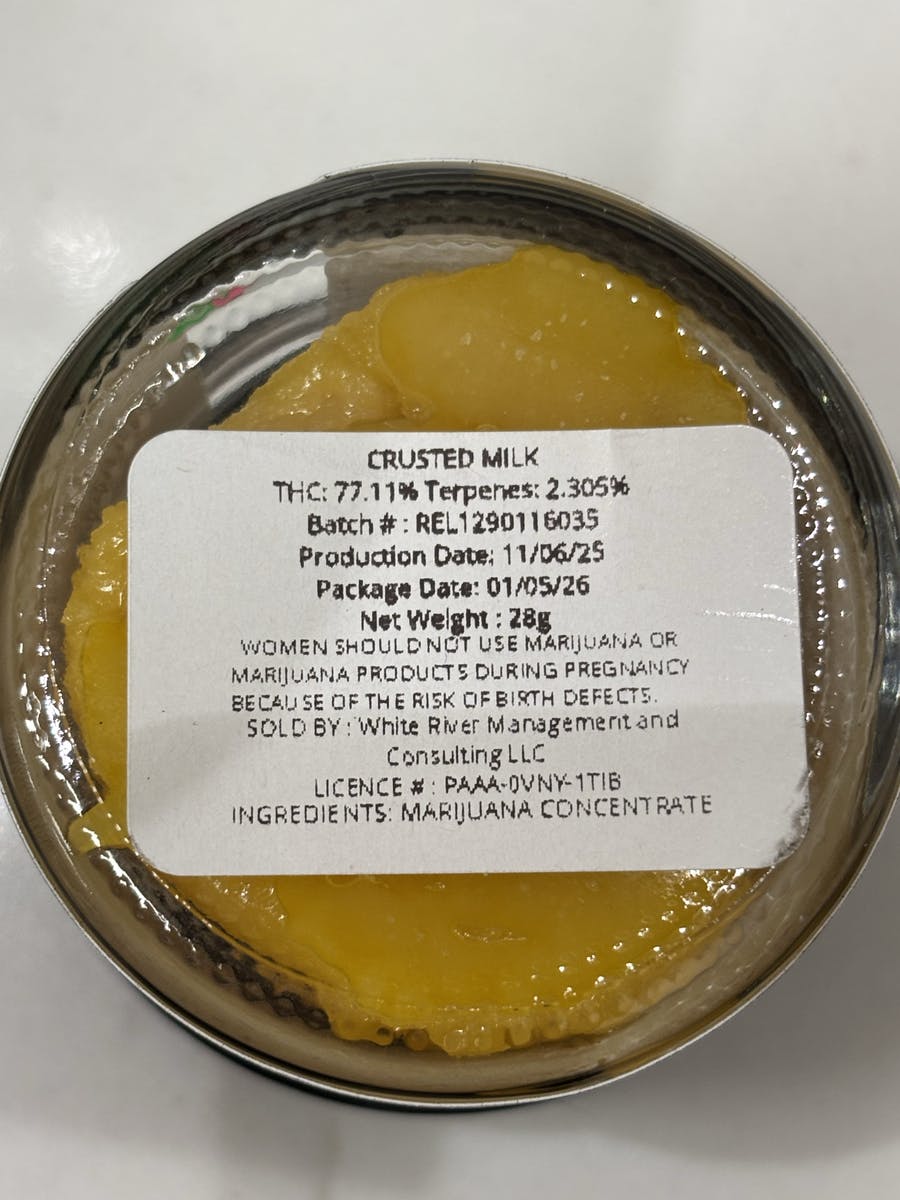 CRUSTED MILK
THC: 77.11% Terpenes: 2.305%
Batch # : REL1290116035
Production Date: 11/06/25
Package Date: 01/05/26
Net Weight : 28g
WOMEN SHOULD NOT USE MARIJUANA OR
MARIJUANA PRODUCTS DURING PREGNANCY
BECAUSE OF THE RISK OF BIRTH DEFECTS.
SOLD BY : White River Management and
Consulting LLC
LICENCE # : PAAA-0VNY-1TIB
INGREDIENTS: MARIJUANA CONCENTRATE